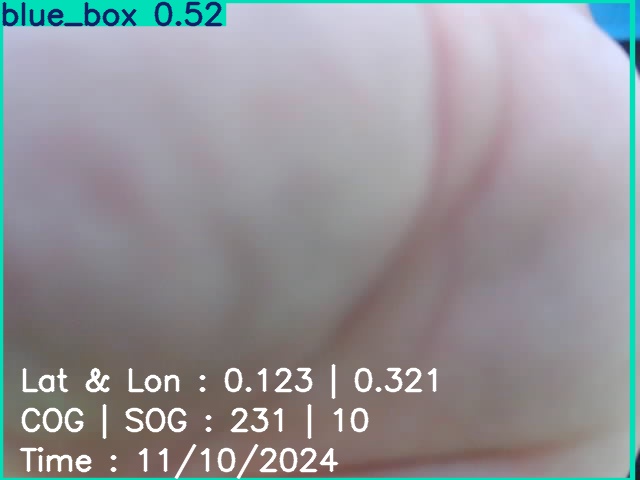 blue_box 0.52
Lat & Lon : 0.123 | 0.321
COG | SOG : 231 | 10
Time : 11/10/2024